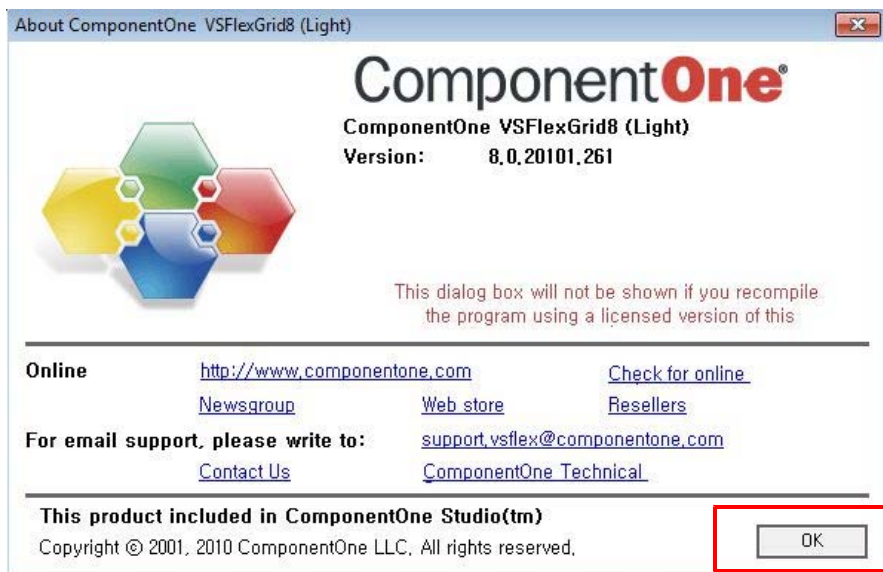 About ComponentOne VSFlexGrid8 (Light)
ComponentOne®
ComponentOne VSFlexGrid8 (Light)
Version: 8.0.20101.261
This dialog box will not be shown if you recompile
the program using a licensed version of this
Online http://www.componentone.com Check for online
Newsgroup Web store Resellers
For email support, please write to: support.vsflex@componentone.com
Contact Us ComponentOne Technical
This product included in ComponentOne Studio(tm)
Copyright © 2001, 2010 ComponentOne LLC. All rights reserved.
OK